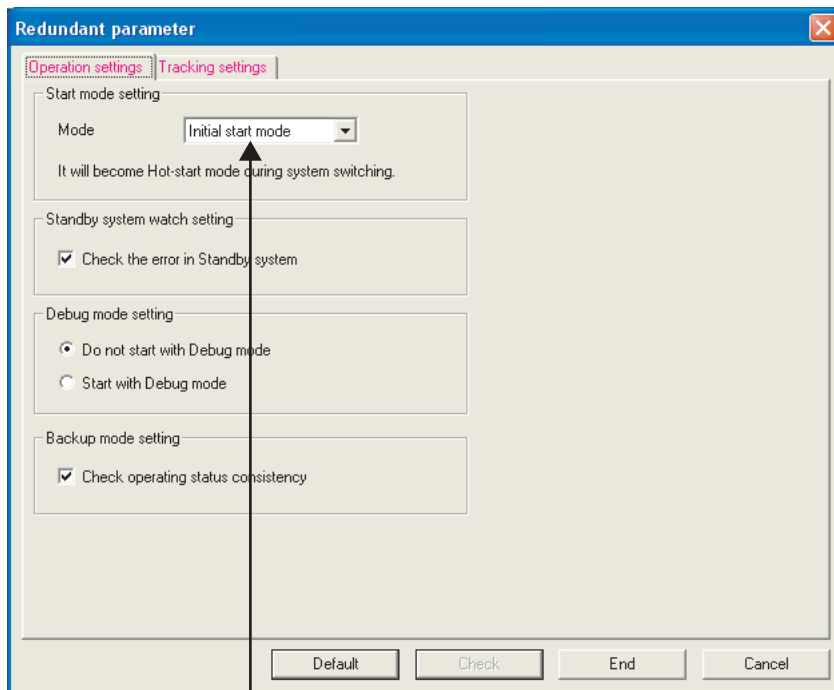 Redundant parameter
Operation settings Tracking settings
Start mode setting
Mode Initial start mode
It will become Hot-start mode during system switching.
Standby system watch setting
Check the error in Standby system
Debug mode setting
Do not start with Debug mode
Start with Debug mode
Backup mode setting
Check operating status consistency
Default Check End Cancel